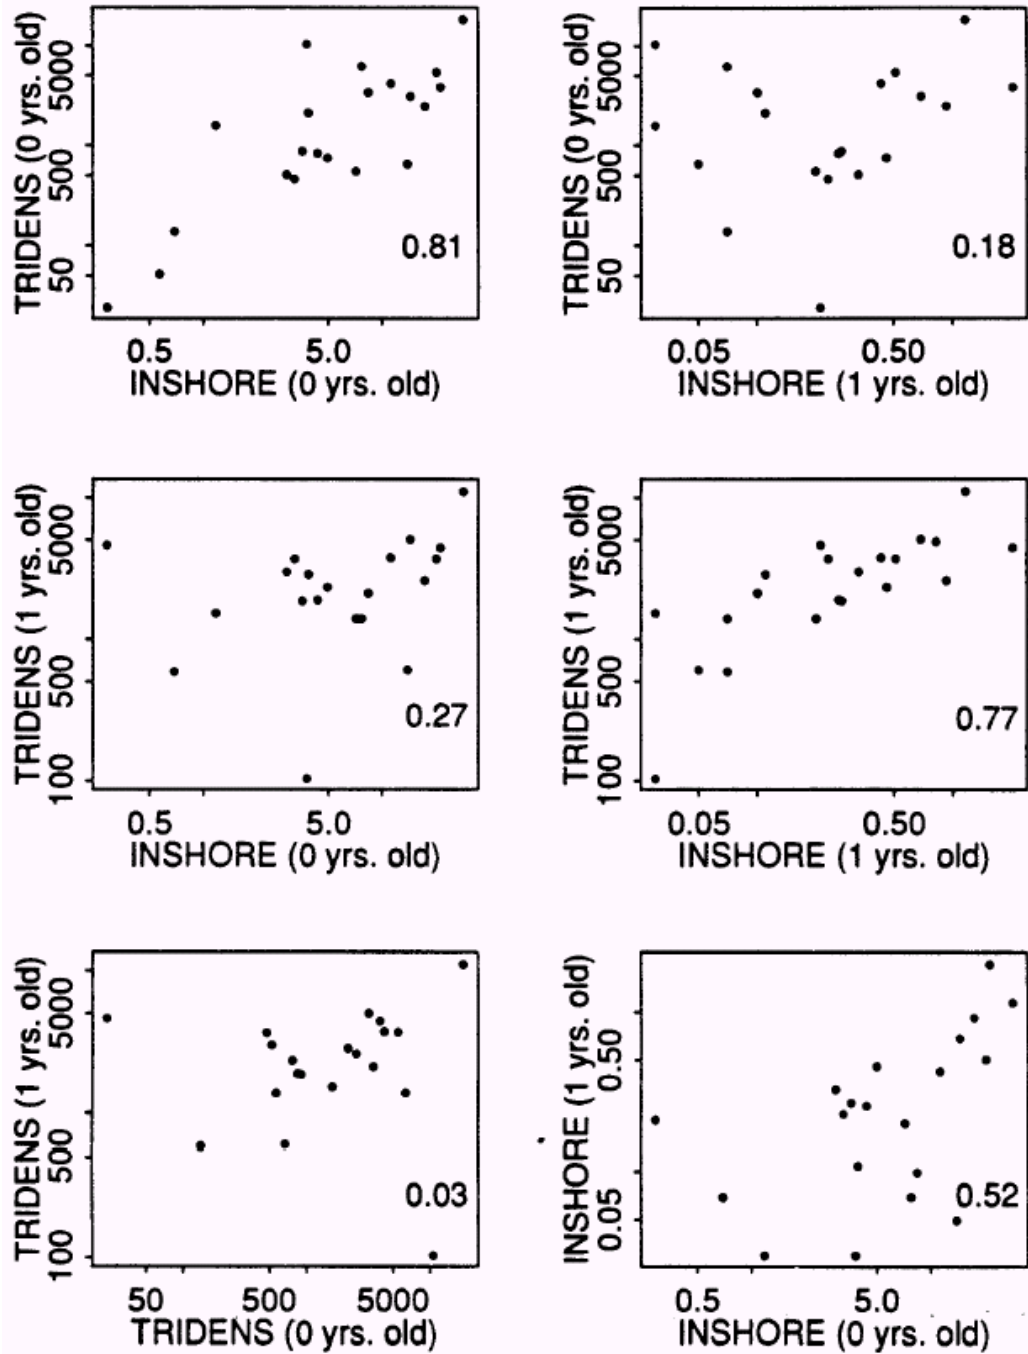 TRIDENS (0 yrs. old)
5000
500
50
0.81
0.5 5.0
INSHORE (0 yrs. old)
TRIDENS (0 yrs. old)
5000
500
50
0.18
0.05 0.50
INSHORE (1 yrs. old)
TRIDENS (1 yrs. old)
5000
500
100
0.27
0.5 5.0
INSHORE (0 yrs. old)
TRIDENS (1 yrs. old)
5000
500
100
0.77
0.05 0.50
INSHORE (1 yrs. old)
TRIDENS (1 yrs. old)
5000
500
100
0.03
50 500 5000
TRIDENS (0 yrs. old)
INSHORE (1 yrs. old)
0.50
0.05
0.52
0.5 5.0
INSHORE (0 yrs. old)